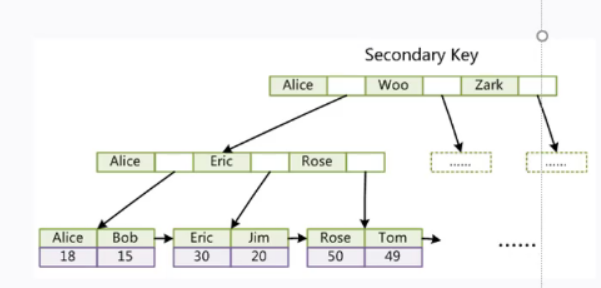 Secondary Key
Alice Woo Zark
Alice Eric Rose ...... ......
Alice Bob Eric Jim Rose Tom
18 15 30 20 50 49 ......